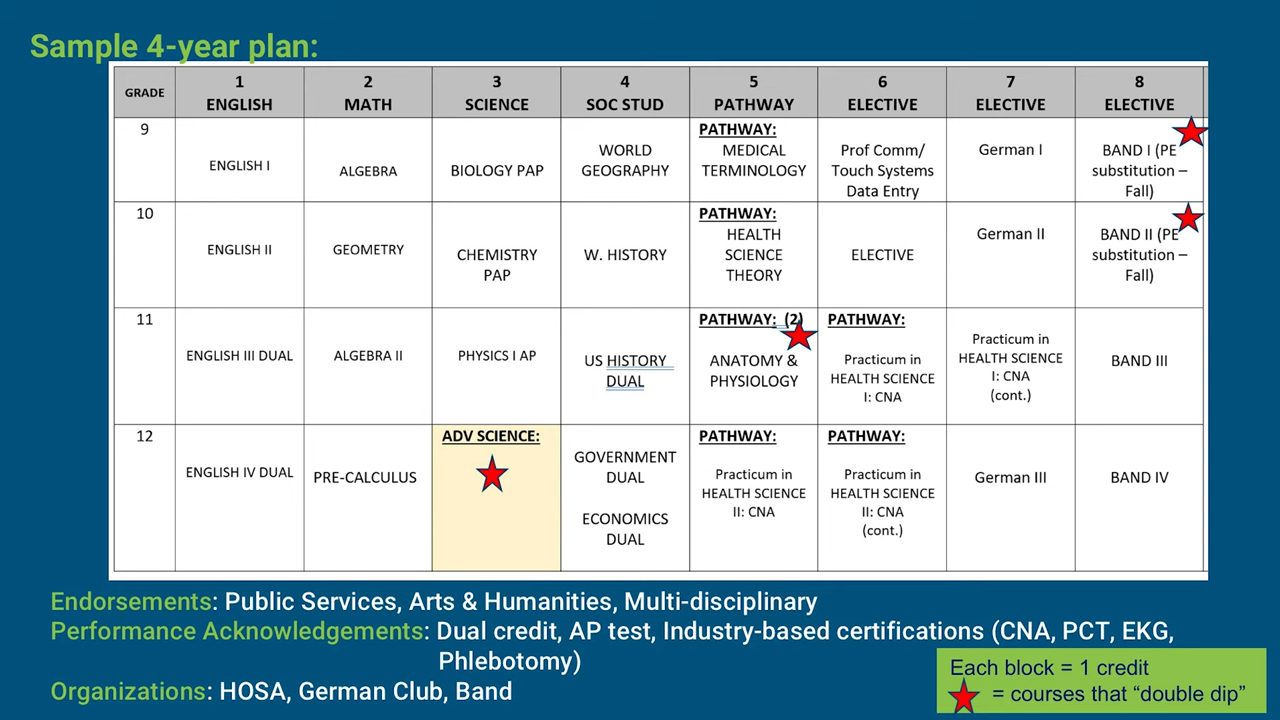 Sample 4-year plan:
GRADE
1
ENGLISH
2
MATH
3
SCIENCE
4
SOC STUD
5
PATHWAY
6
ELECTIVE
7
ELECTIVE
8
ELECTIVE
9
ENGLISH I
ALGEBRA
BIOLOGY PAP
WORLD
GEOGRAPHY
PATHWAY:
MEDICAL
TERMINOLOGY
Prof Comm/
Touch Systems
Data Entry
German I
BAND I (PE
substitution –
Fall)
10
ENGLISH II
GEOMETRY
CHEMISTRY
PAP
W. HISTORY
PATHWAY:
HEALTH
SCIENCE
THEORY
ELECTIVE
German II
BAND II (PE
substitution –
Fall)
11
ENGLISH III DUAL
ALGEBRA II
PHYSICS I AP
US HISTORY
DUAL
PATHWAY: (2)
ANATOMY &
PHYSIOLOGY
PATHWAY:
Practicum in
HEALTH SCIENCE
I: CNA
Practicum in
HEALTH SCIENCE
I: CNA
(cont.)
BAND III
12
ENGLISH IV DUAL
PRE-CALCULUS
ADV SCIENCE:
GOVERNMENT
DUAL
ECONOMICS
DUAL
PATHWAY:
Practicum in
HEALTH SCIENCE
II: CNA
PATHWAY:
Practicum in
HEALTH SCIENCE
II: CNA
(cont.)
German III
BAND IV
Endorsements: Public Services, Arts & Humanities, Multi-disciplinary
Performance Acknowledgements: Dual credit, AP test, Industry-based certifications (CNA, PCT, EKG,
Phlebotomy)
Organizations: HOSA, German Club, Band
Each block = 1 credit
= courses that “double dip”